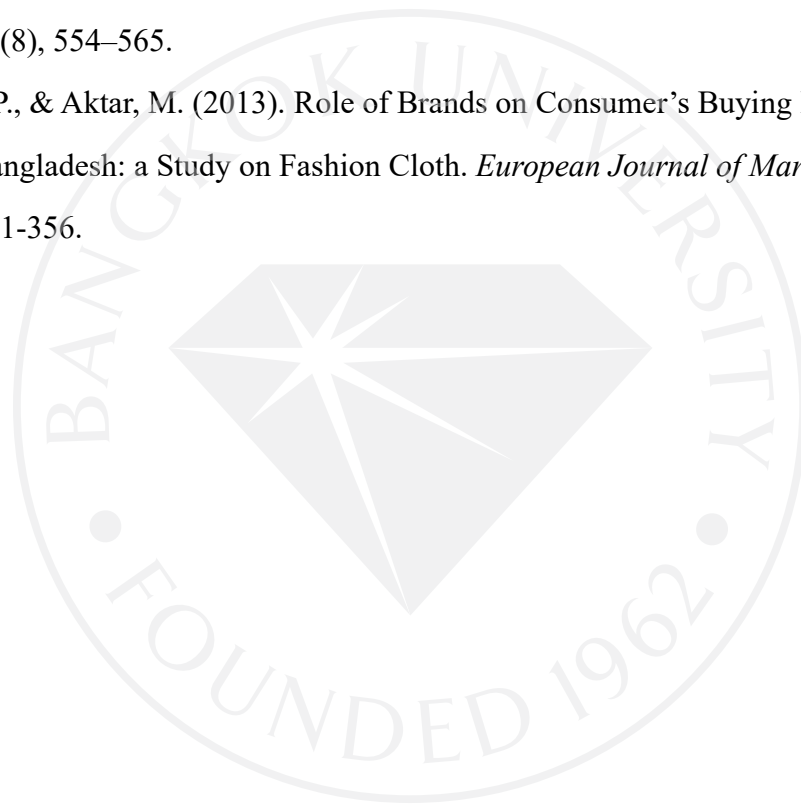 (8), 554–565.
P., & Aktar, M. (2013). Role of Brands on Consumer’s Buying
angladesh: a Study on Fashion Cloth. European Journal of Mar
1-356.
BANGKOK UNIVERSITY
FOUNDED 1962